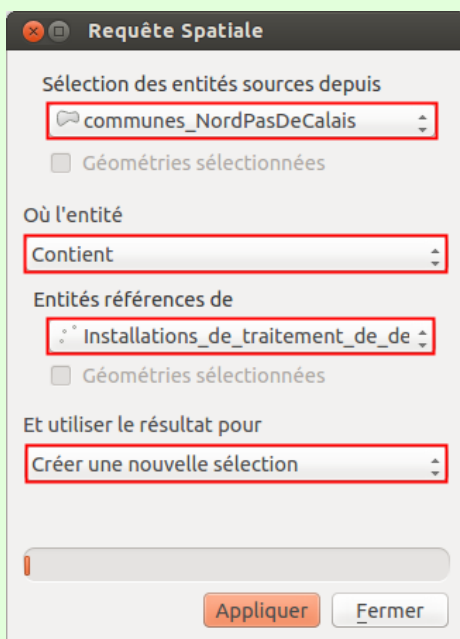 Requête Spatiale
Sélection des entités sources depuis
communes_NordPasDeCalais
Géométries sélectionnées
Où l'entité
Contient
Entités références de
Installations_de_traitement_de_de
Géométries sélectionnées
Et utiliser le résultat pour
Créer une nouvelle sélection
Appliquer Fermer